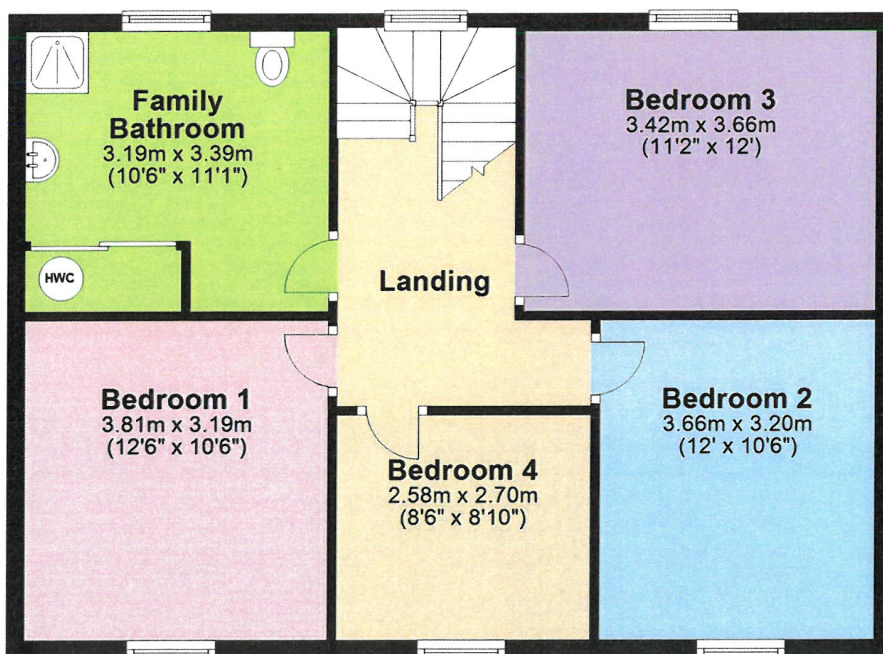 Family
Bathroom
3.19m x 3.39m
(10'6" x 11'1")
HWC
Landing
Bedroom 3
3.42m x 3.66m
(11'2" x 12')
Bedroom 1
3.81m x 3.19m
(12'6" x 10'6")
Bedroom 4
2.58m x 2.70m
(8'6" x 8'10")
Bedroom 2
3.66m x 3.20m
(12' x 10'6")